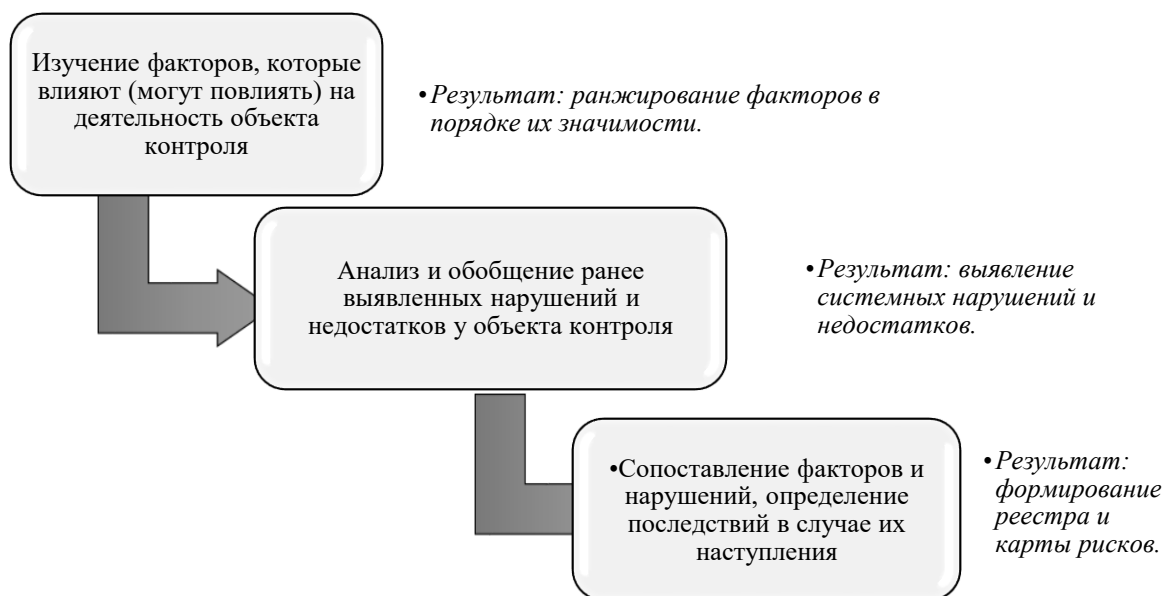 Изучение факторов, которые
влияют (могут повлиять) на
деятельность объекта
контроля
•Результат: ранжирование факторов в
порядке их значимости.
Анализ и обобщение ранее
выявленных нарушений и
недостатков у объекта контроля
•Результат: выявление
системных нарушений и
недостатков.
•Сопоставление факторов и
нарушений, определение
последствий в случае их
наступления
•Результат:
формирование
реестра и
карты рисков.